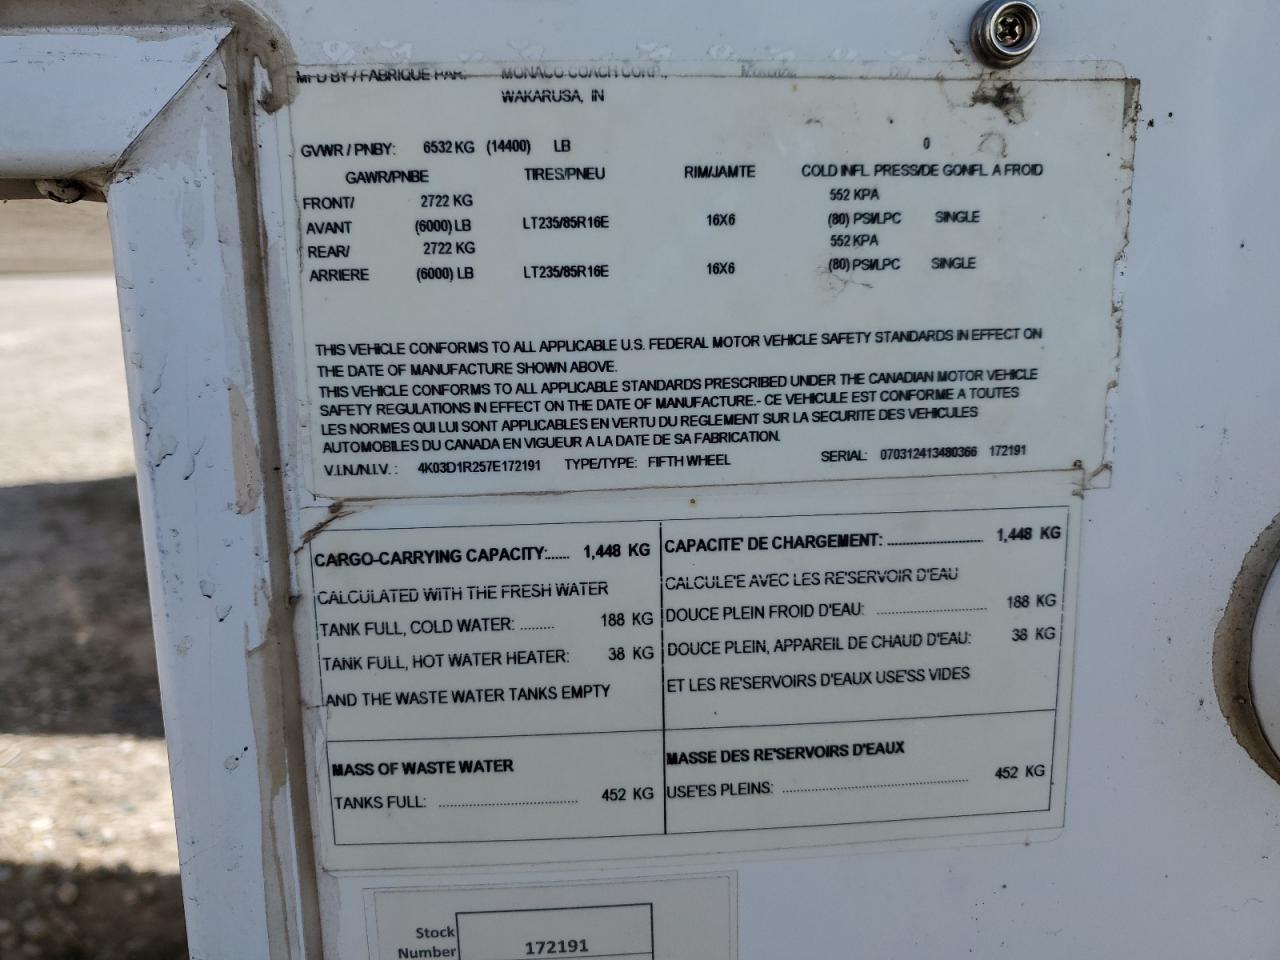 MFD BY / FABRIQUE PAR: MONACO COACH CORP.,
WAKARUSA, IN
GVWR / PNBY: 6532 KG (14400) LB 0
GAWR/PNBE TIRES/PNEU RIM/JAMTE COLD INFL. PRESS/DE GONFL. A FROID
FRONT/ 2722 KG 552 KPA
AVANT (6000) LB LT235/85R16E 16X6 (80) PSI/LPC SINGLE
REAR/ 2722 KG 552 KPA
ARRIERE (6000) LB LT235/85R16E 16X6 (80) PSI/LPC SINGLE
THIS VEHICLE CONFORMS TO ALL APPLICABLE U.S. FEDERAL MOTOR VEHICLE SAFETY STANDARDS IN EFFECT ON
THE DATE OF MANUFACTURE SHOWN ABOVE.
THIS VEHICLE CONFORMS TO ALL APPLICABLE STANDARDS PRESCRIBED UNDER THE CANADIAN MOTOR VEHICLE
SAFETY REGULATIONS IN EFFECT ON THE DATE OF MANUFACTURE.- CE VEHICULE EST CONFORME A TOUTES
LES NORMES QUI LUI SONT APPLICABLES EN VERTU DU REGLEMENT SUR LA SECURITE DES VEHICULES
AUTOMOBILES DU CANADA EN VIGUEUR A LA DATE DE SA FABRICATION.
V.I.N./N.I.V. : 4K03D1R257E172191 TYPE/TYPE: FIFTH WHEEL SERIAL: 070312413480366 172191
CARGO-CARRYING CAPACITY:...... 1,448 KG
CALCULATED WITH THE FRESH WATER
TANK FULL, COLD WATER: ......... 188 KG
TANK FULL, HOT WATER HEATER: 38 KG
AND THE WASTE WATER TANKS EMPTY
CAPACITE' DE CHARGEMENT: ......................... 1,448 KG
CALCULE'E AVEC LES RE'SERVOIR D'EAU
DOUCE PLEIN FROID D'EAU: ............................ 188 KG
DOUCE PLEIN, APPAREIL DE CHAUD D'EAU: 38 KG
ET LES RE'SERVOIRS D'EAUX USE'SS VIDES
MASS OF WASTE WATER
TANKS FULL: ..................................... 452 KG
MASSE DES RE'SERVOIRS D'EAUX
USE'ES PLEINS: .................................................. 452 KG
Stock
Number 172191